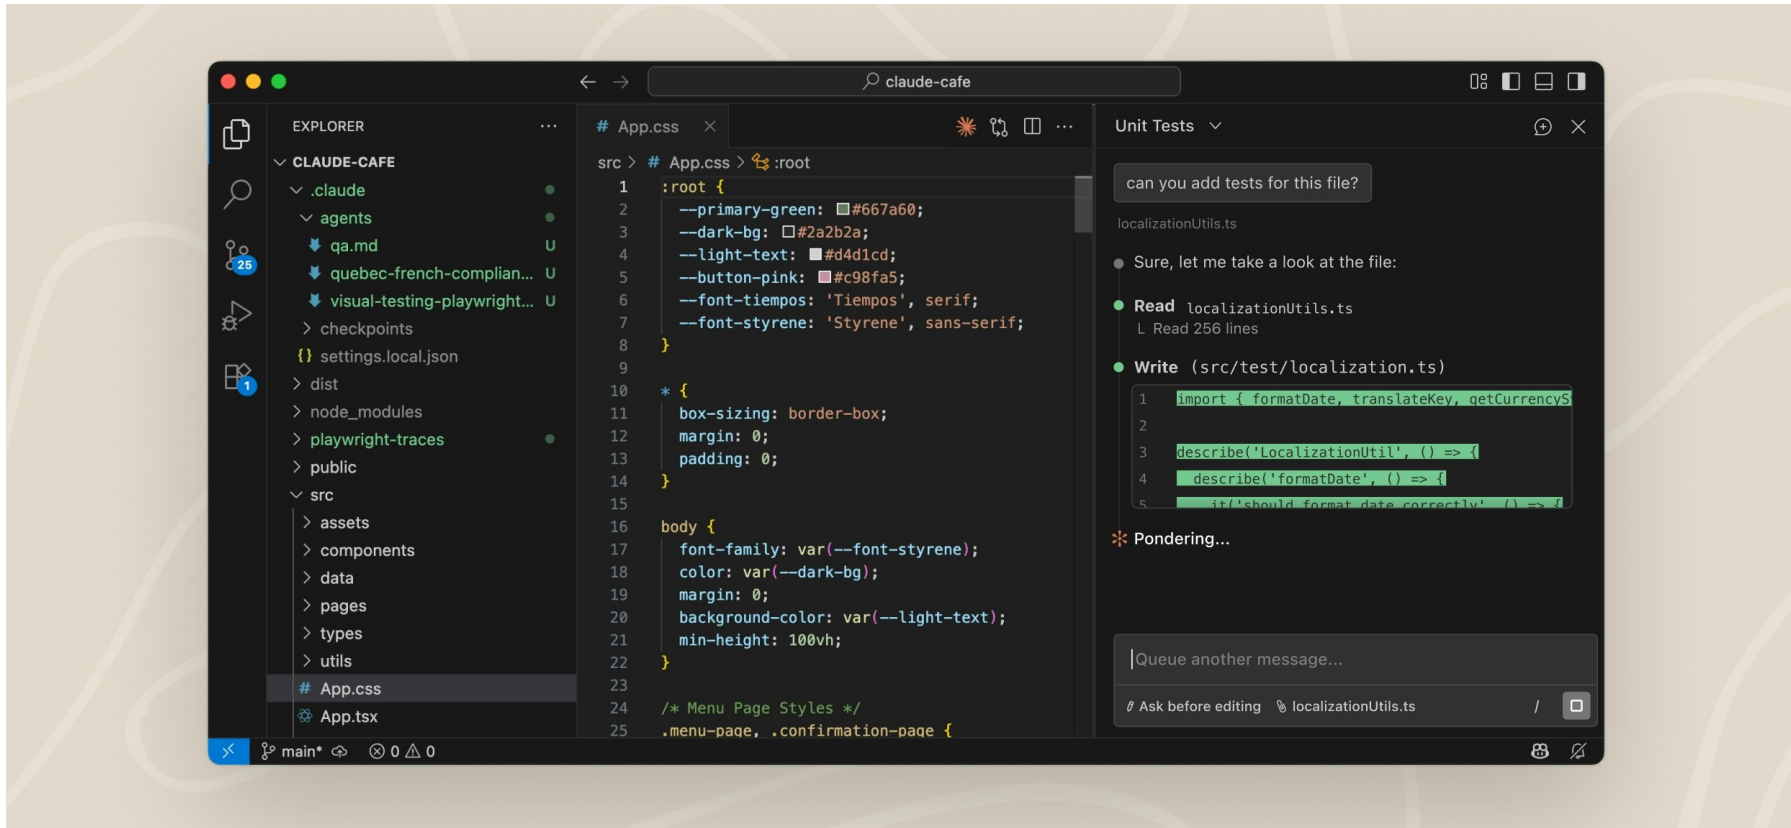 claude-cafe
EXPLORER
CLAUDE-CAFE
.claude
agents
qa.md U
quebec-french-complian... U
visual-testing-playwright... U
checkpoints
{} settings.local.json
dist
node_modules
playwright-traces
public
src
assets
components
data
pages
types
utils
# App.css
App.tsx
25
1
# App.css
src > # App.css > :root
1 :root {
2 --primary-green: #667a60;
3 --dark-bg: #2a2b2a;
4 --light-text: #d4d1cd;
5 --button-pink: #c98fa5;
6 --font-tiempos: 'Tiempos', serif;
7 --font-styrene: 'Styrene', sans-serif;
8 }
9
10 * {
11 box-sizing: border-box;
12 margin: 0;
13 padding: 0;
14 }
15
16 body {
17 font-family: var(--font-styrene);
18 color: var(--dark-bg);
19 margin: 0;
20 background-color: var(--light-text);
21 min-height: 100vh;
22 }
23
24 /* Menu Page Styles */
25 .menu-page, .confirmation-page {
Unit Tests
can you add tests for this file?
localizationUtils.ts
Sure, let me take a look at the file:
Read localizationUtils.ts
L Read 256 lines
Write (src/test/localization.ts)
1 import { formatDate, translateKey, getCurrencyS
2
3 describe('LocalizationUtil', () => {
4 describe('formatDate', () => {
5 it('should format date correctly', () => {
Pondering...
Queue another message...
Ask before editing localizationUtils.ts /
main* 0 0